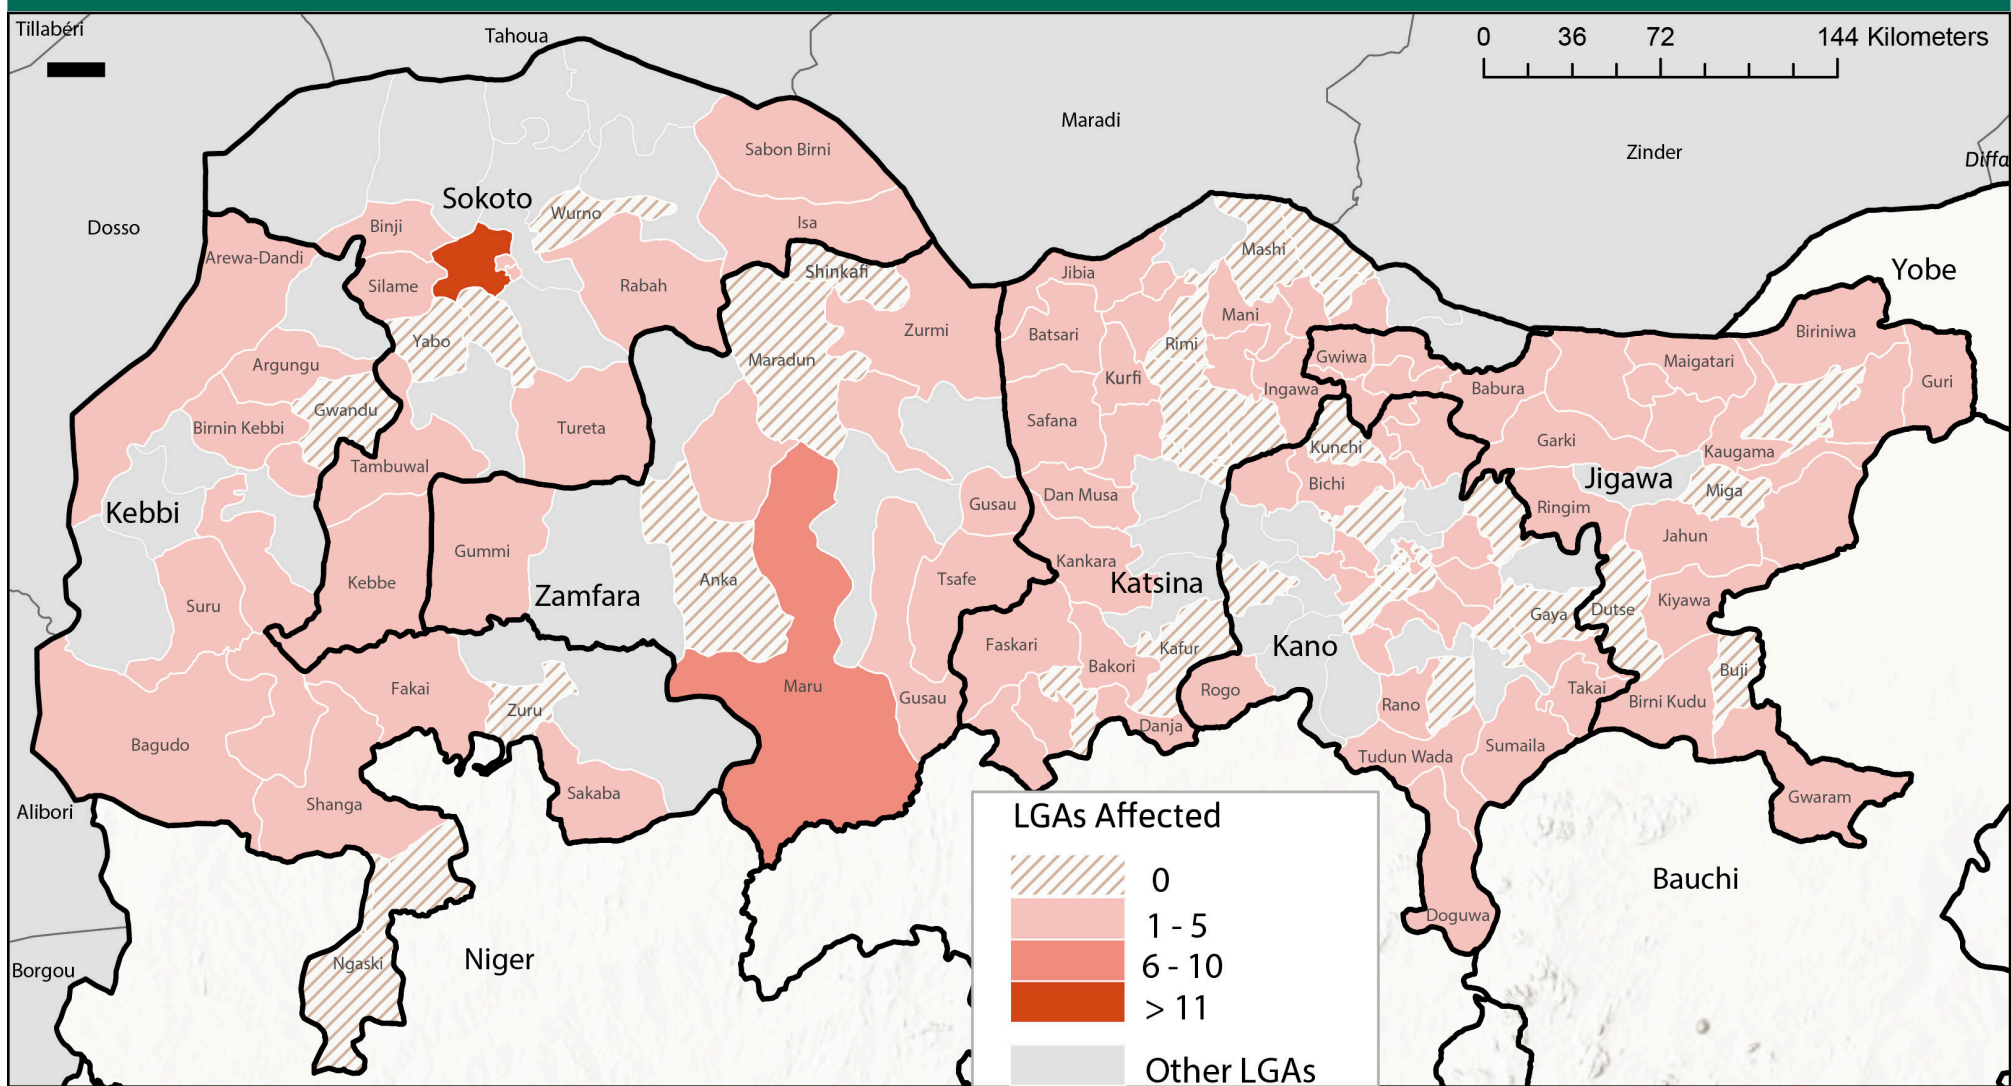 Tillabéri
Tahoua
0 36 72 144 Kilometers
Maradi
Zinder
Diffa
Dosso
Sokoto
Sabon Birni
Wurno
Binji
Isa
Arewa-Dandi
Silame
Rabah
Shinkafi
Jibia
Mashi
Yobe
Zurmi
Batsari
Mani
Rimi
Biriniwa
Yabo
Maradun
Gwiwa
Maigatari
Argungu
Kurfi
Ingawa
Babura
Guri
Gwandu
Birnin Kebbi
Tureta
Safana
Kunchi
Garki
Kaugama
Tambuwal
Bichi
Jigawa
Miga
Kebbi
Dan Musa
Gusau
Ringim
Jahun
Gummi
Kankara
Kebbe
Zamfara
Anka
Tsafe
Katsina
Suru
Gaya
Dutse
Kiyawa
Faskari
Kafur
Kano
Bakori
Buji
Fakai
Maru
Gusau
Rogo
Rano
Takai
Birni Kudu
Zuru
Danja
Bagudo
Sumaila
Tudun Wada
Shanga
Sakaba
Gwaram
Alibori
LGAs Affected
0
1 - 5
6 - 10
> 11
Other LGAs
Bauchi
Doguwa
Niger
Ngaski
Borgou